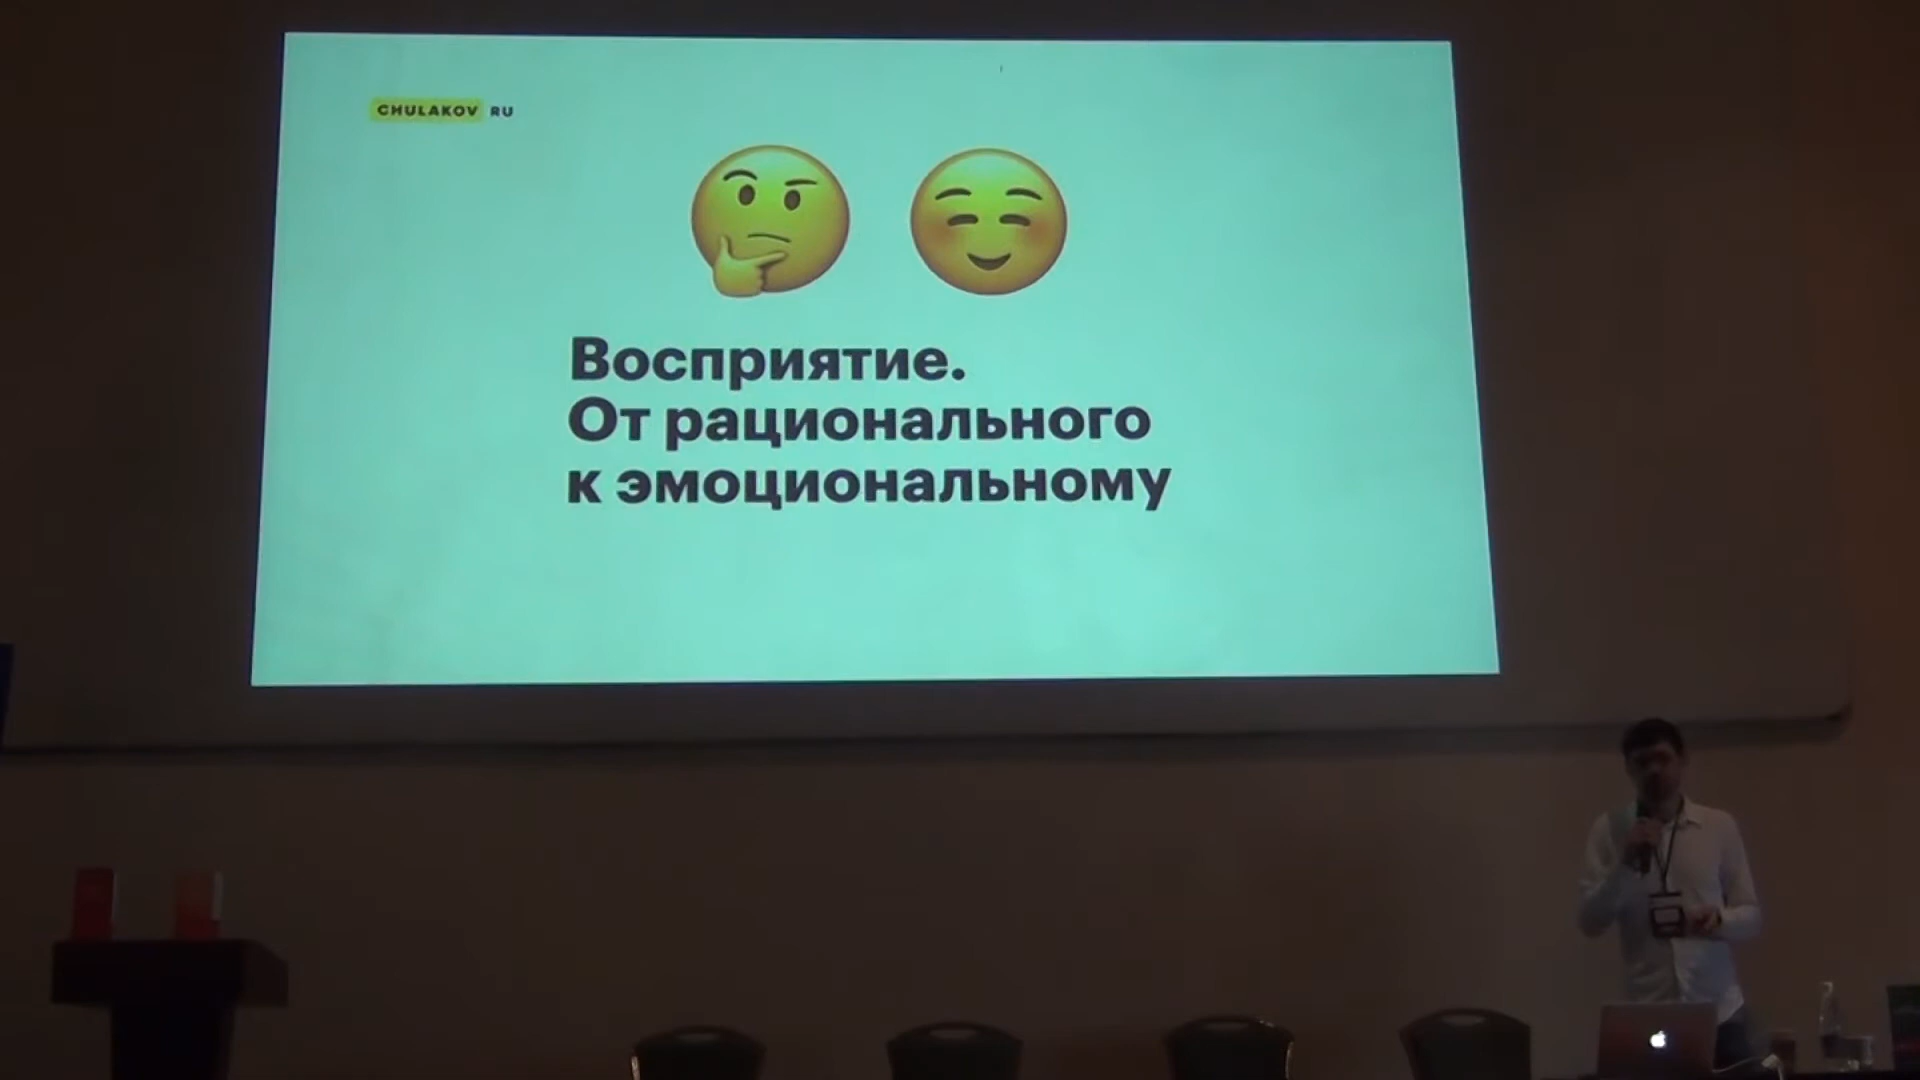 CHULAKOV RU
Восприятие.
От рационального
к эмоциональному